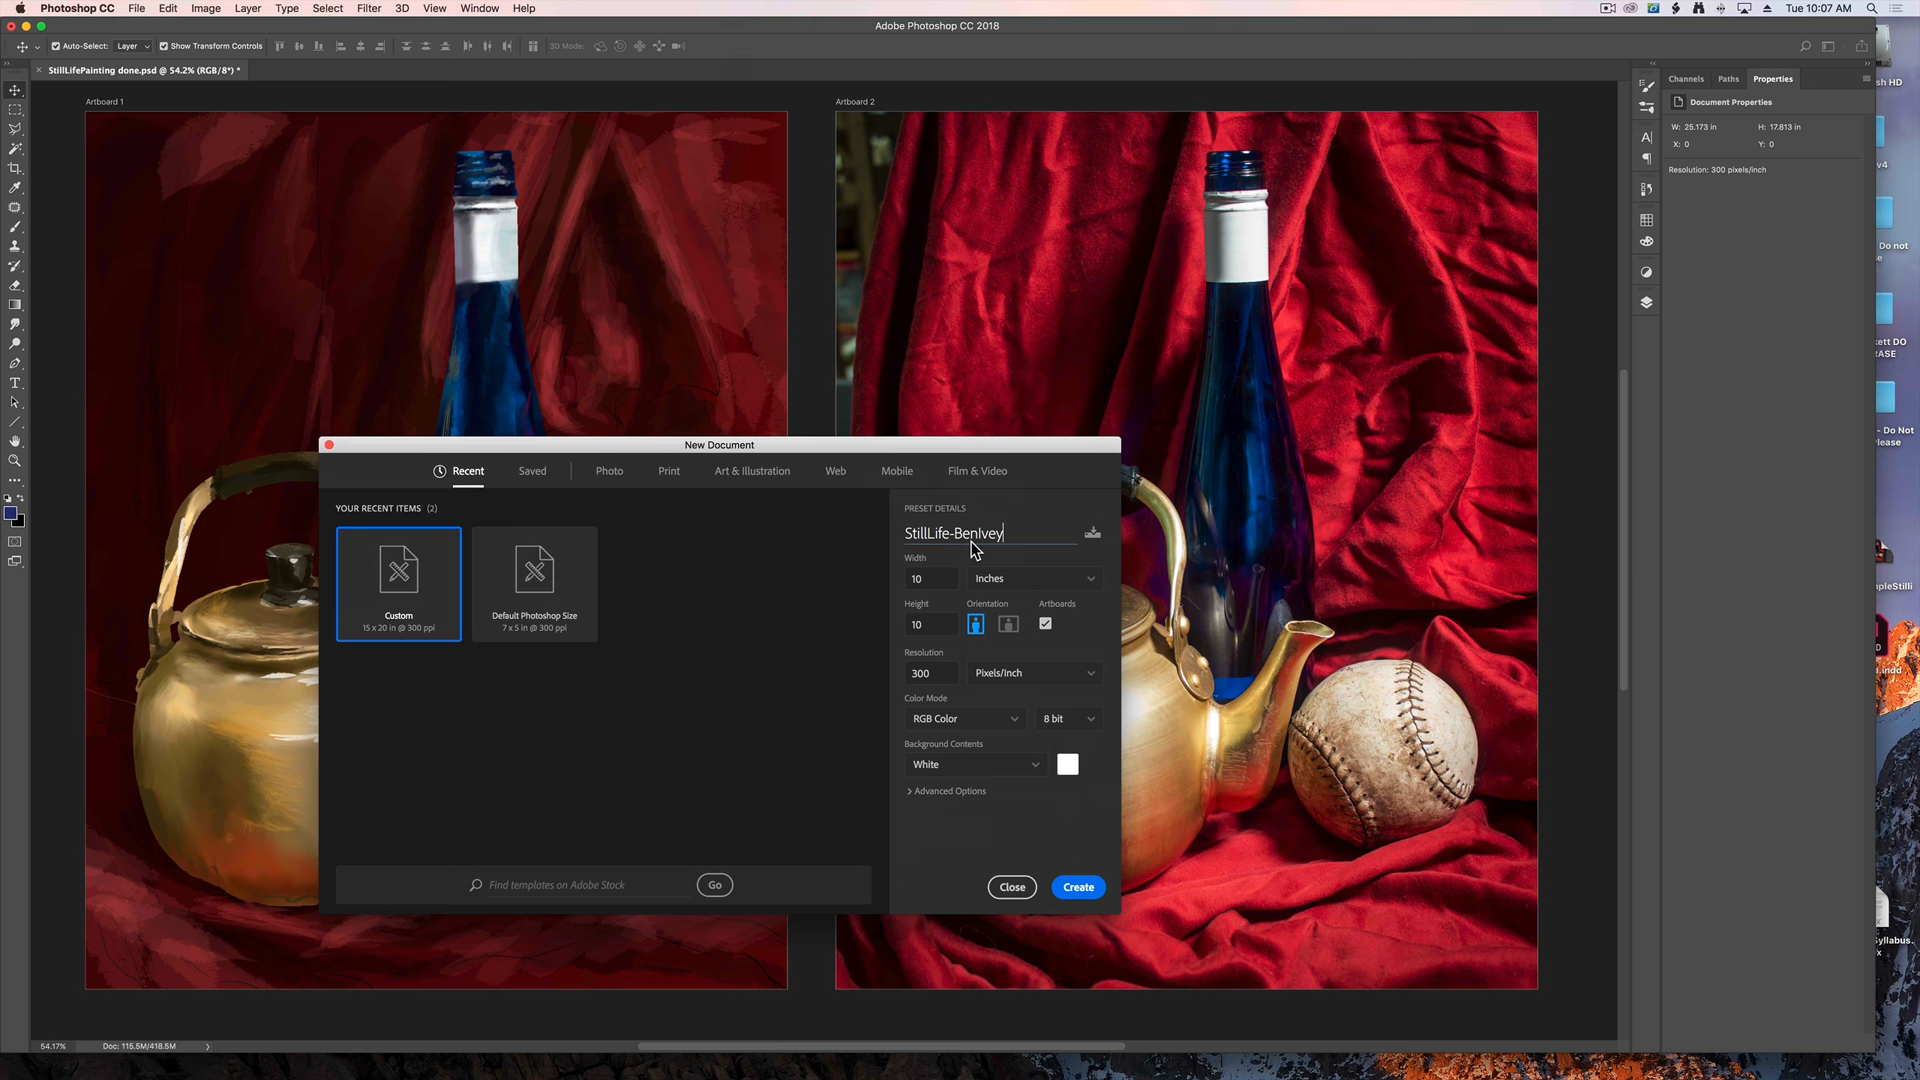 Photoshop CC File Edit Image Layer Type Select Filter 3D View Window Help Tue 10:07 AM
Adobe Photoshop CC 2018
Auto-Select: Layer Show Transform Controls 3D Mode:
StillLifePainting done.psd @ 54.2% (RGB/8*) *
Channels Paths Properties
Document Properties
W: 25.173 in H: 17.813 in
X: 0 Y: 0
Resolution: 300 pixels/inch
Artboard 1 Artboard 2
New Document
Recent Saved Photo Print Art & Illustration Web Mobile Film & Video
YOUR RECENT ITEMS (2)
Custom
15 x 20 in @ 300 ppi
Default Photoshop Size
7 x 5 in @ 300 ppi
PRESET DETAILS
StillLife-BenIvey
Width
10 Inches
Height Orientation Artboards
10
Resolution
300 Pixels/Inch
Color Mode
RGB Color 8 bit
Background Contents
White
Advanced Options
Find templates on Adobe Stock Go
Close Create
54.17% Doc: 115.5M/418.5M
sh HD
v4
Do not
se
kett DO
ASE
- Do Not
Please
mpleStilli
.indd
Syllabus.
x